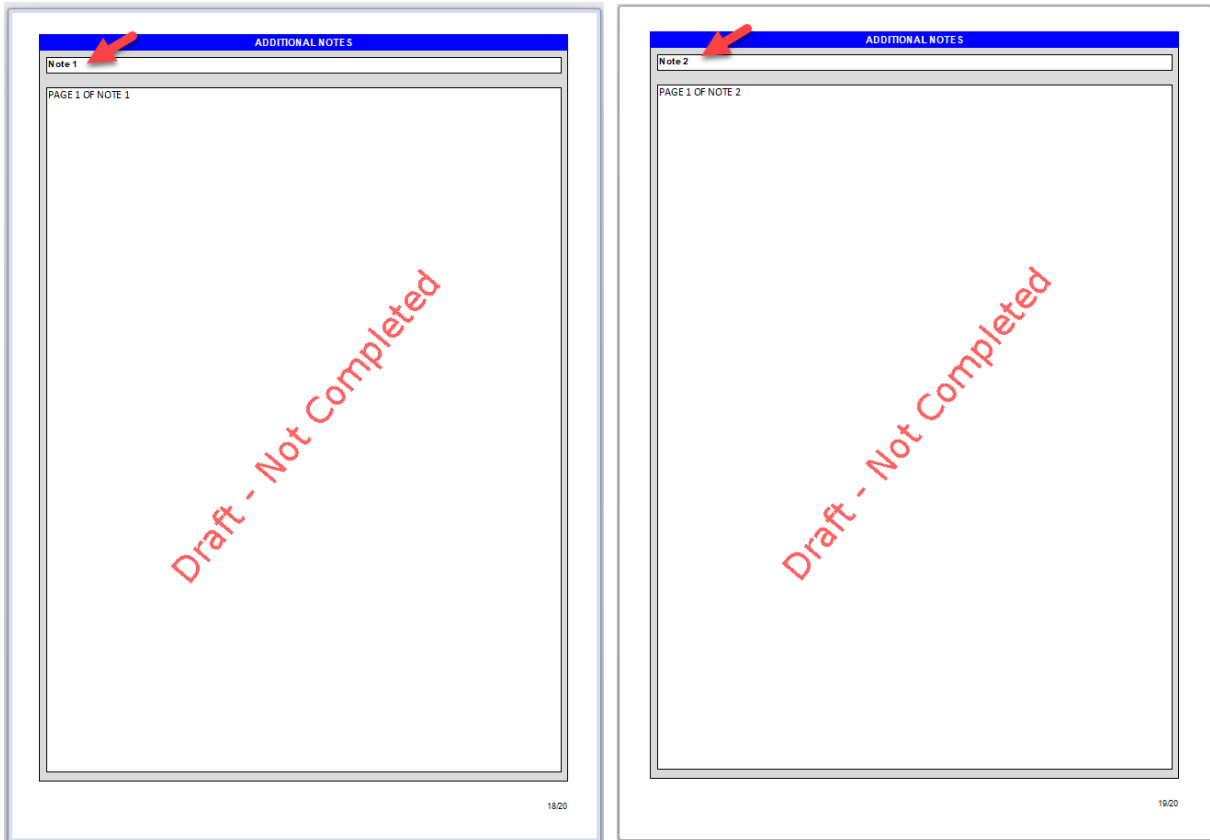 ADDITIONAL NOTES
Note 1
PAGE 1 OF NOTE 1
Draft - Not Completed
18/20
ADDITIONAL NOTES
Note 2
PAGE 1 OF NOTE 2
Draft - Not Completed
19/20